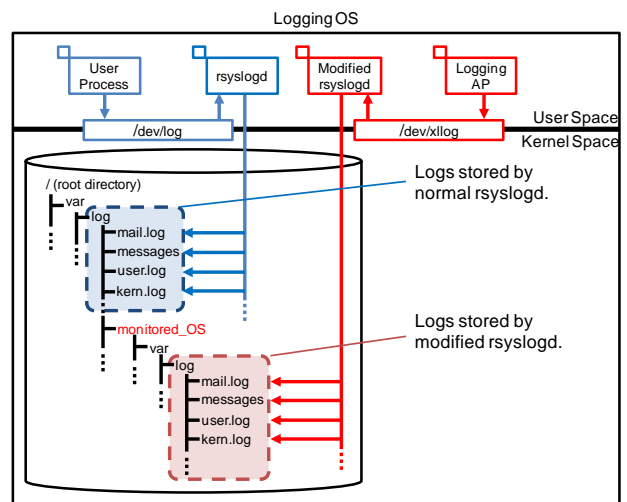 Logging OS
User
Process
rsyslogd
Modified
rsyslogd
Logging
AP
/dev/log
/dev/xllog
User Space
Kernel Space
/ (root directory)
var
log
mail.log
messages
user.log
kern.log
Logs stored by
normal rsyslogd.
monitored_OS
var
log
mail.log
messages
user.log
kern.log
Logs stored by
modified rsyslogd.